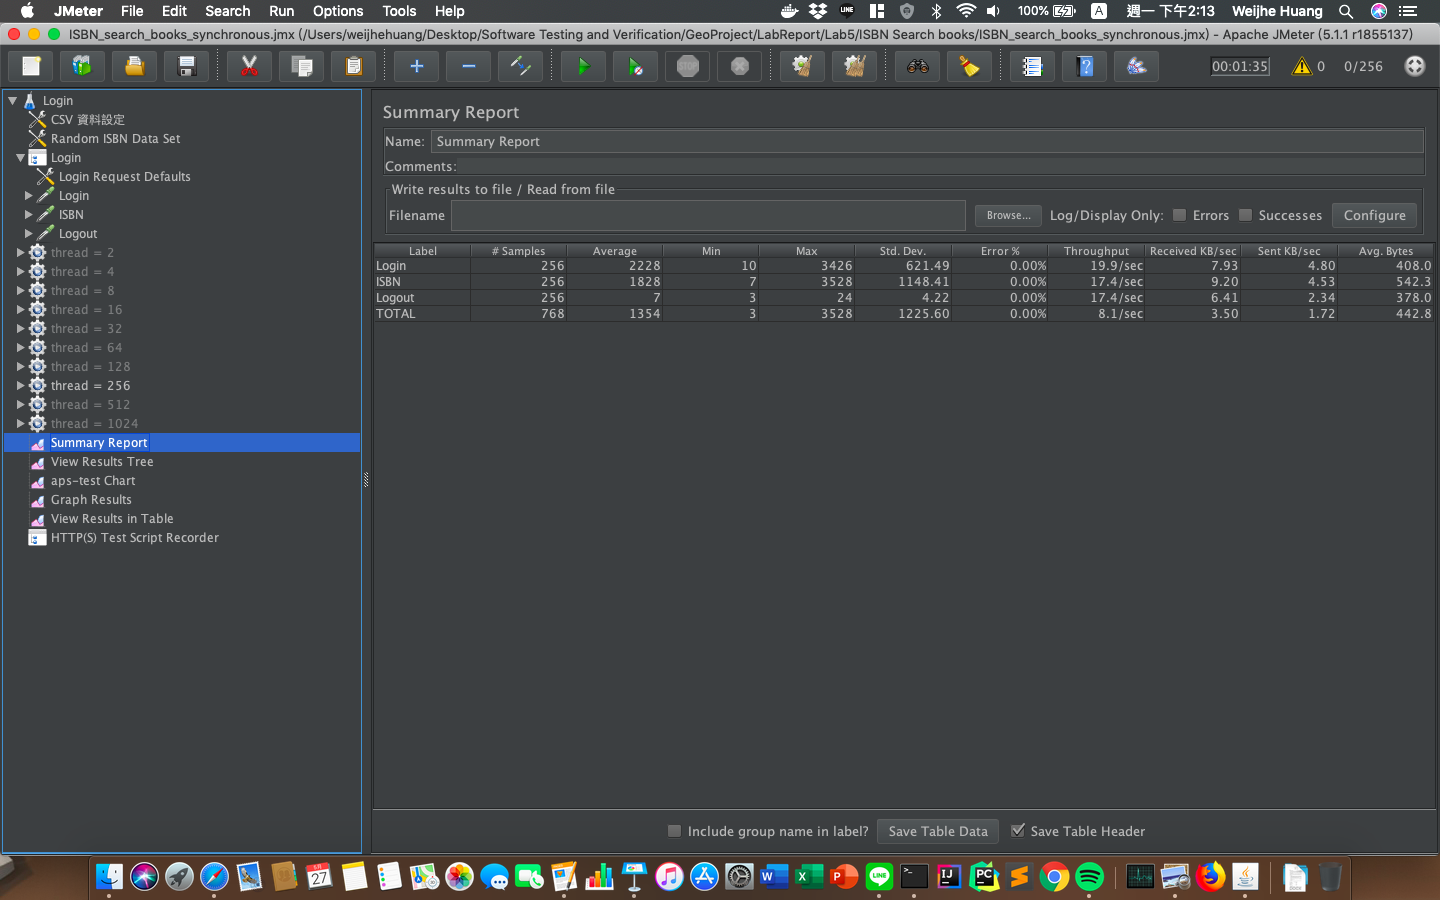 JMeter File Edit Search Run Options Tools Help LINE 100% A 週一 下午2:13 Weijhe Huang
ISBN_search_books_synchronous.jmx (/Users/weijhehuang/Desktop/Software Testing and Verification/GeoProject/LabReport/Lab5/ISBN Search books/ISBN_search_books_synchronous.jmx) - Apache JMeter (5.1.1 r1855137)
STOP 00:01:35 0 0/256
Login
CSV 資料設定
Random ISBN Data Set
Login
Login Request Defaults
Login
ISBN
Logout
thread = 2
thread = 4
thread = 8
thread = 16
thread = 32
thread = 64
thread = 128
thread = 256
thread = 512
thread = 1024
Summary Report
View Results Tree
aps-test Chart
Graph Results
View Results in Table
HTTP(S) Test Script Recorder
Summary Report
Name: Summary Report
Comments:
Write results to file / Read from file
Filename Browse... Log/Display Only: Errors Successes Configure
Label # Samples Average Min Max Std. Dev. Error % Throughput Received KB/sec Sent KB/sec Avg. Bytes
Login 256 2228 10 3426 621.49 0.00% 19.9/sec 7.93 4.80 408.0
ISBN 256 1828 7 3528 1148.41 0.00% 17.4/sec 9.20 4.53 542.3
Logout 256 7 3 24 4.22 0.00% 17.4/sec 6.41 2.34 378.0
TOTAL 768 1354 3 3528 1225.60 0.00% 8.1/sec 3.50 1.72 442.8
Include group name in label? Save Table Data Save Table Header
27 W X P LINE IJ PC S